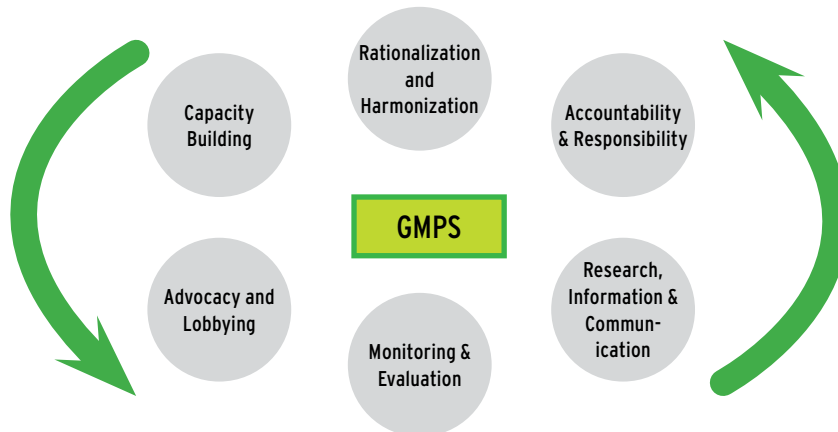 Rationalization
and
Harmonization
Capacity
Building
Accountability
& Responsibility
GMPS
Advocacy and
Lobbying
Research,
Information &
Commun-
ication
Monitoring &
Evaluation